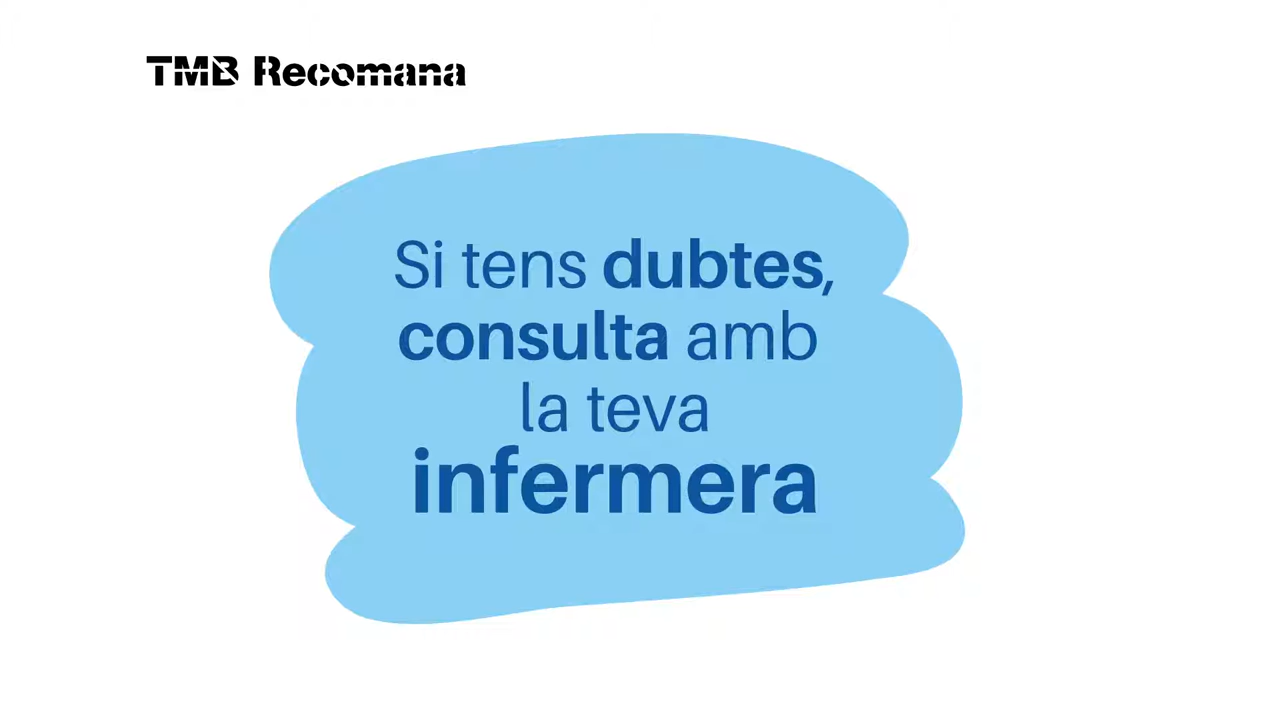 TMB Recomana
Si tens dubtes,
consulta amb
la teva
infermera